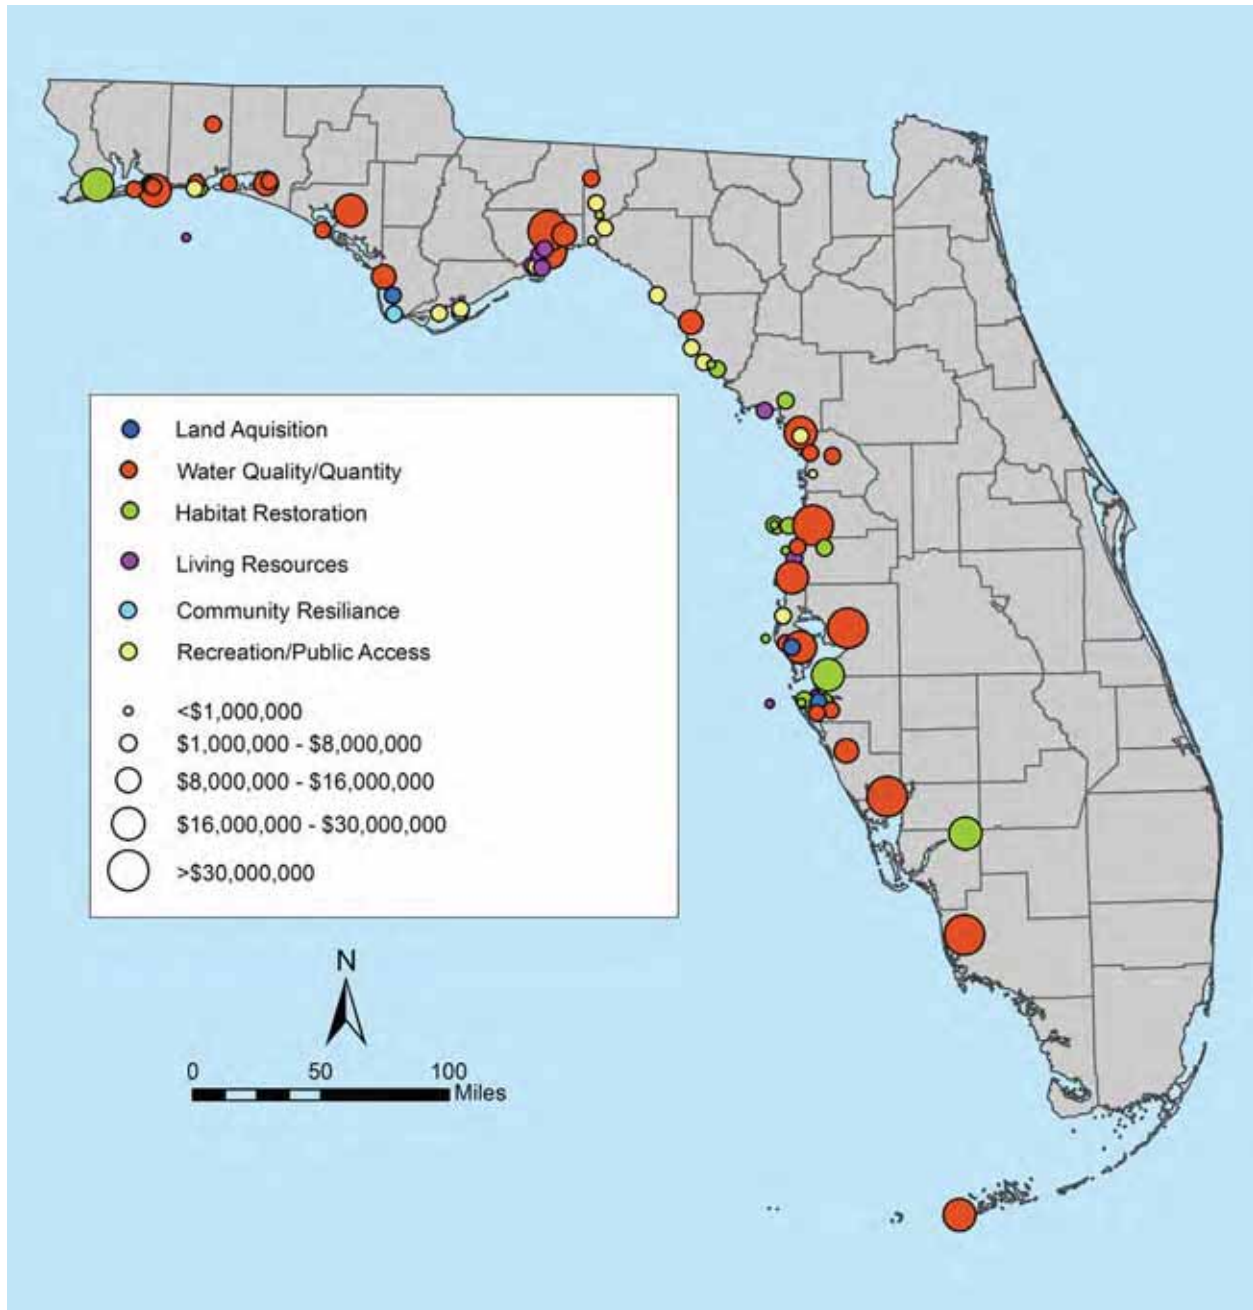 Land Aquisition
Water Quality/Quantity
Habitat Restoration
Living Resources
Community Resiliance
Recreation/Public Access
<$1,000,000
$1,000,000 - $8,000,000
$8,000,000 - $16,000,000
$16,000,000 - $30,000,000
>$30,000,000
N
0 50 100
Miles